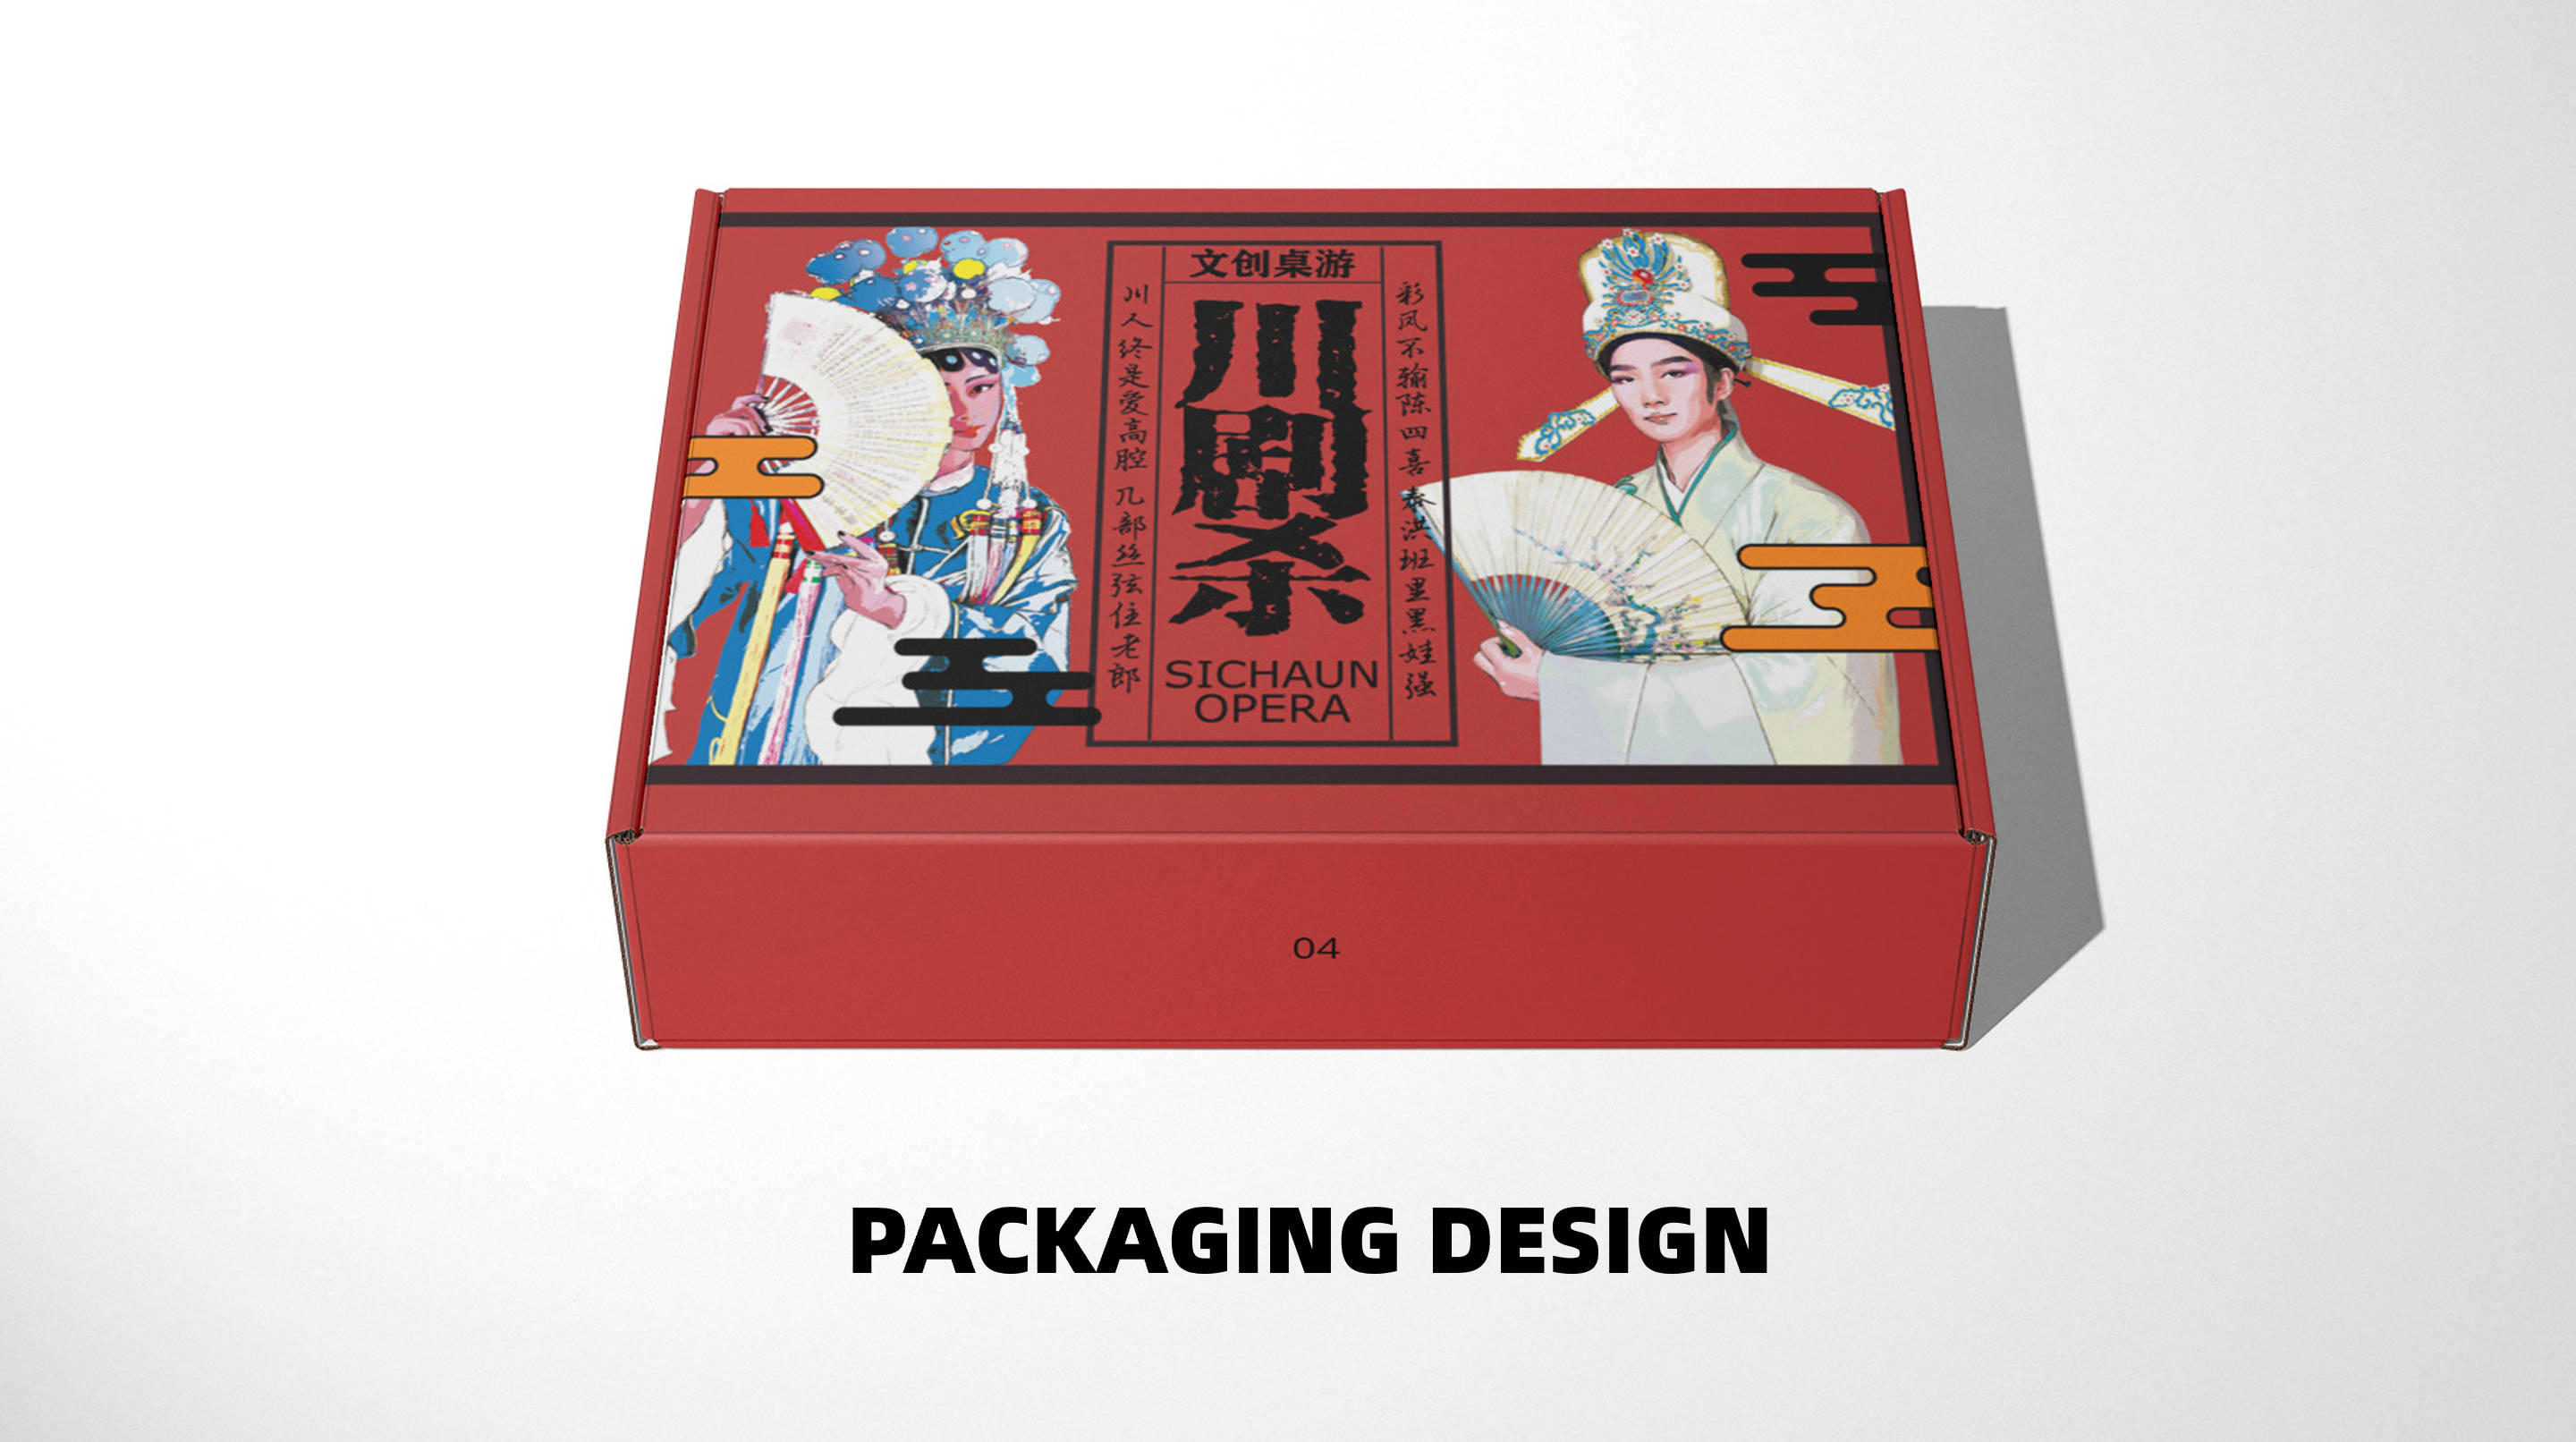 文创桌游
川剧杀
SICHAUN
OPERA
川人终是爱高腔 几部丝弦住老郎
彩凤不输陈四喜 泰洪班里黑娃强
04
PACKAGING DESIGN